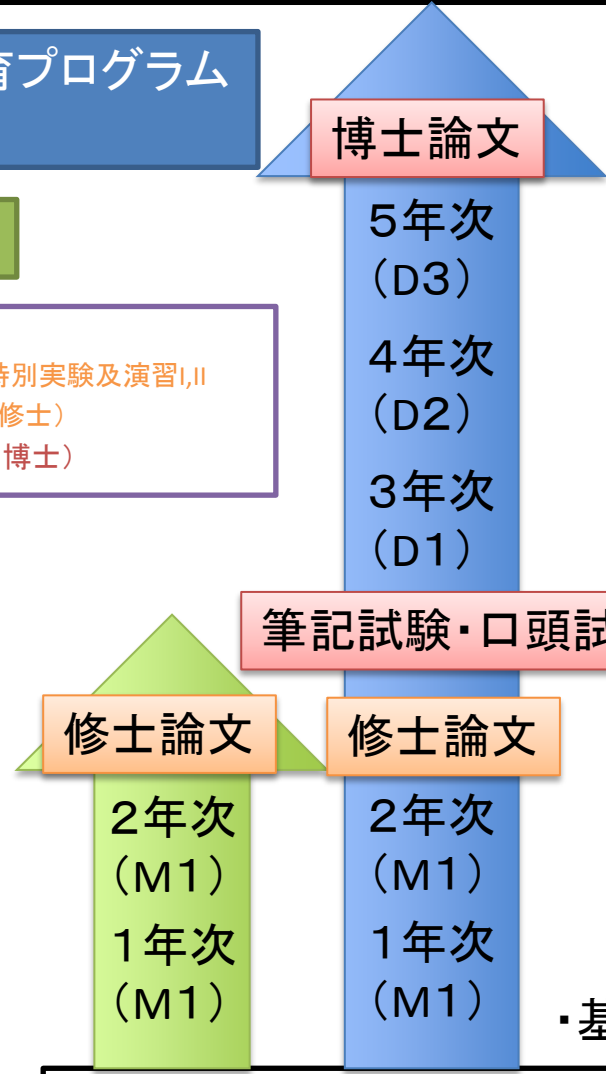 育プログラム
博士論文
5年次
（D3）
特別実験及演習I,II
修士）
博士）
4年次
（D2）
3年次
（D1）
筆記試験・口頭試
修士論文
2年次
（M1）
1年次
（M1）
修士論文
2年次
（M1）
1年次
（M1）
・基